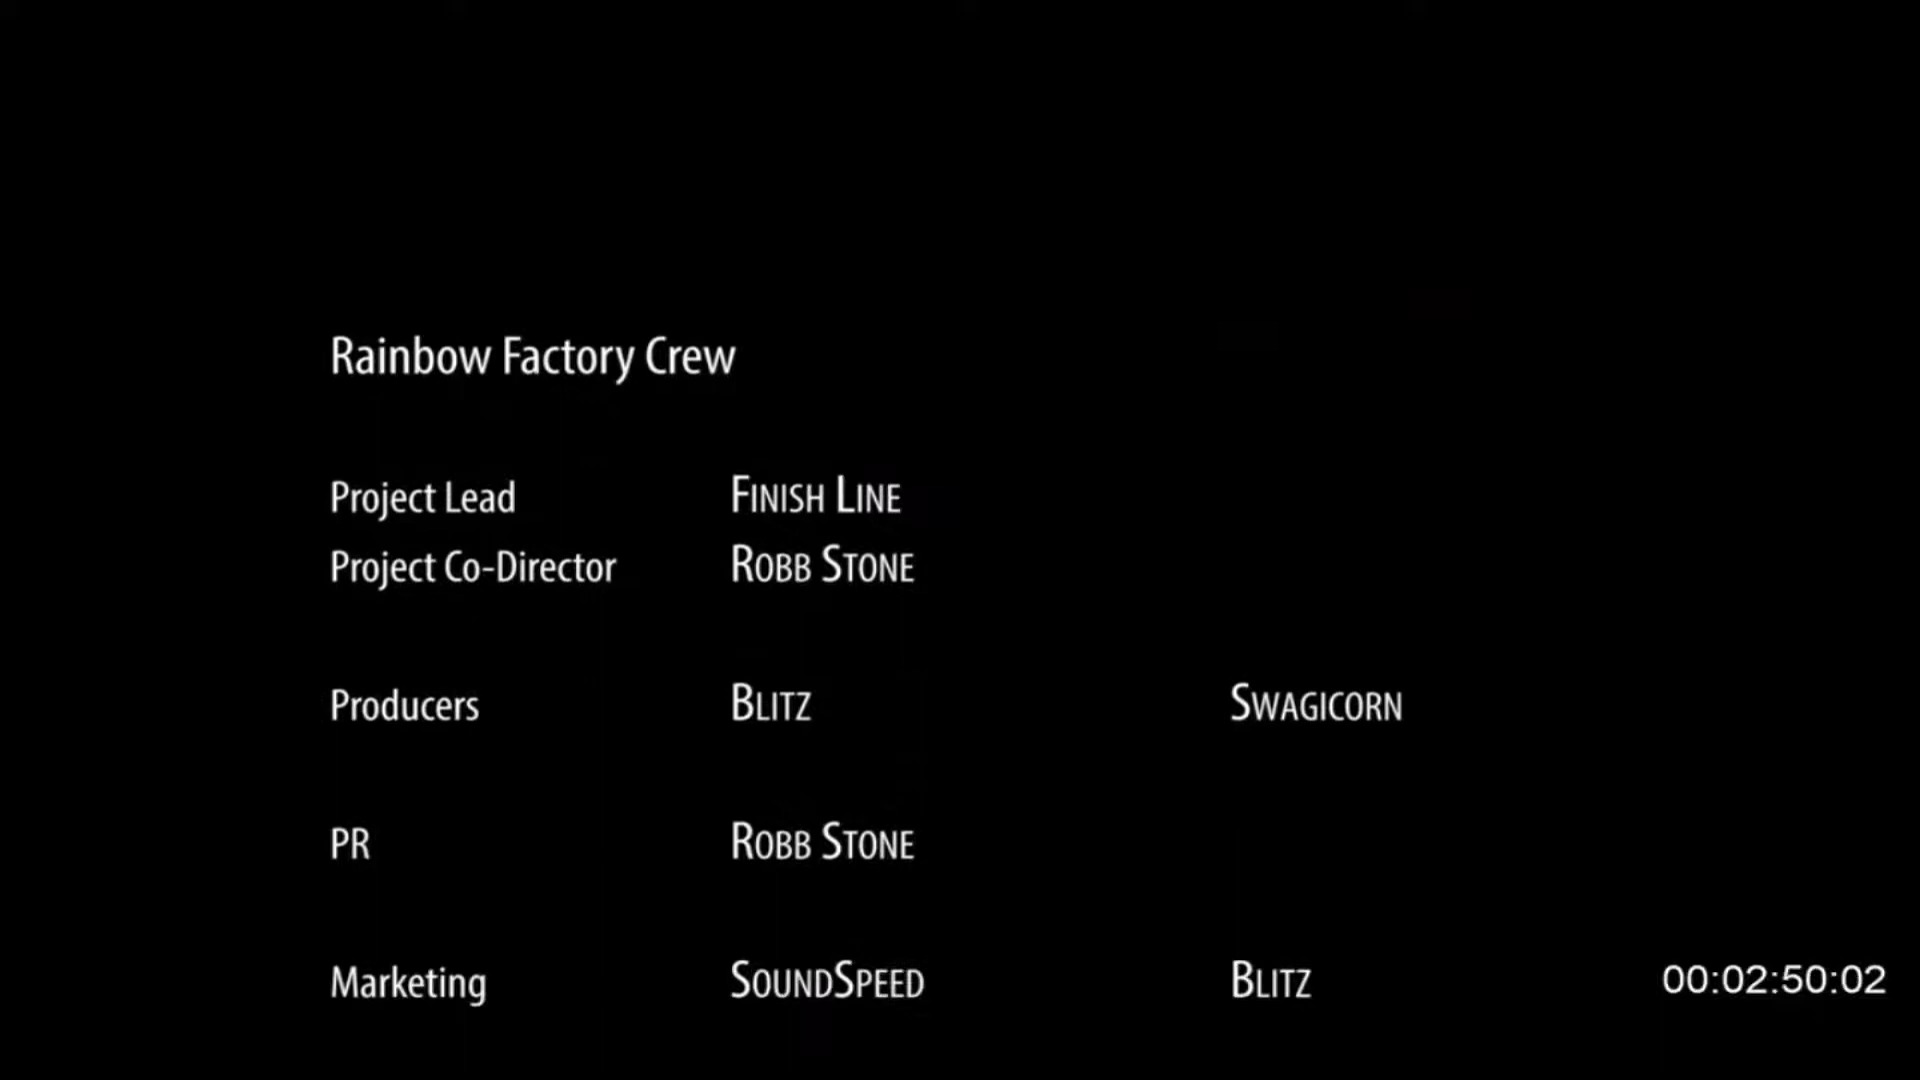 Rainbow Factory Crew
Project Lead Finish Line
Project Co-Director Robb Stone
Producers Blitz Swagicorn
PR Robb Stone
Marketing SoundSpeed Blitz
00:02:50:02